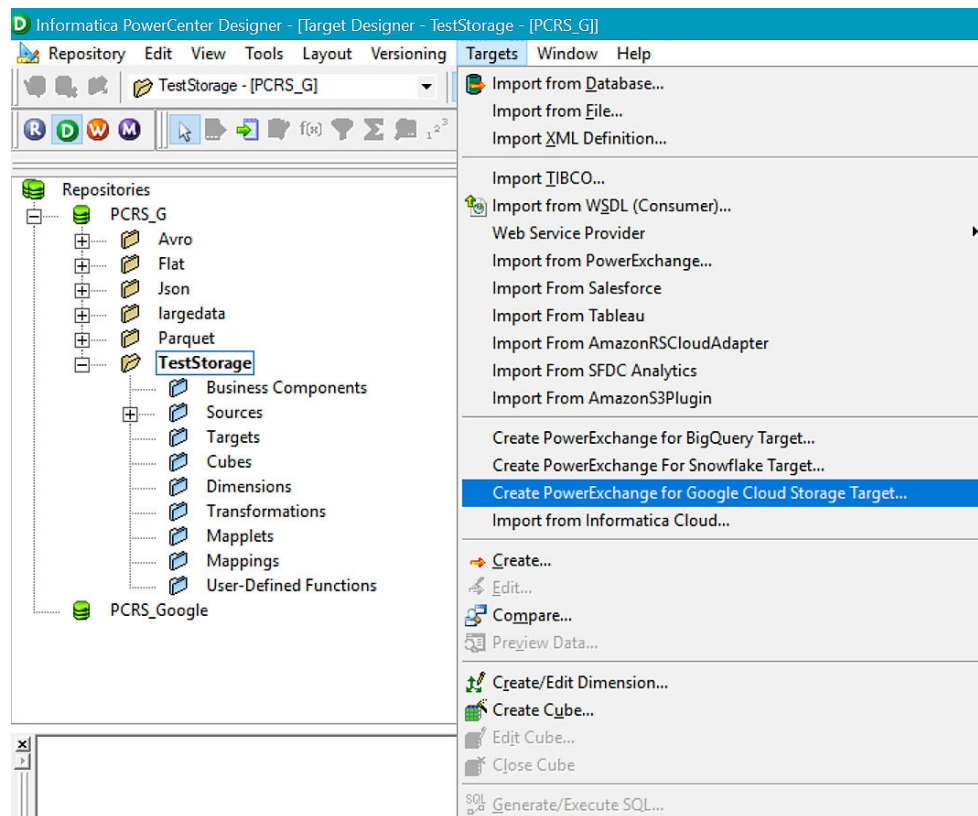 Informatica PowerCenter Designer - [Target Designer - TestStorage - [PCRS_G]]
Repository Edit View Tools Layout Versioning Targets Window Help
TestStorage - [PCRS_G]
R D W M f(x) Σ 1 2 3
Repositories
PCRS_G
Avro
Flat
Json
largedata
Parquet
TestStorage
Business Components
Sources
Targets
Cubes
Dimensions
Transformations
Mapplets
Mappings
User-Defined Functions
PCRS_Google
Import from Database...
Import from File...
Import XML Definition...
Import TIBCO...
Import from WSDL (Consumer)...
Web Service Provider
Import from PowerExchange...
Import From Salesforce
Import From Tableau
Import From AmazonRSCloudAdapter
Import From SFDC Analytics
Import From AmazonS3Plugin
Create PowerExchange for BigQuery Target...
Create PowerExchange For Snowflake Target...
Create PowerExchange for Google Cloud Storage Target...
Import from Informatica Cloud...
Create...
Edit...
Compare...
Preview Data...
Create/Edit Dimension...
Create Cube...
Edit Cube...
Close Cube
SQL Generate/Execute SQL...